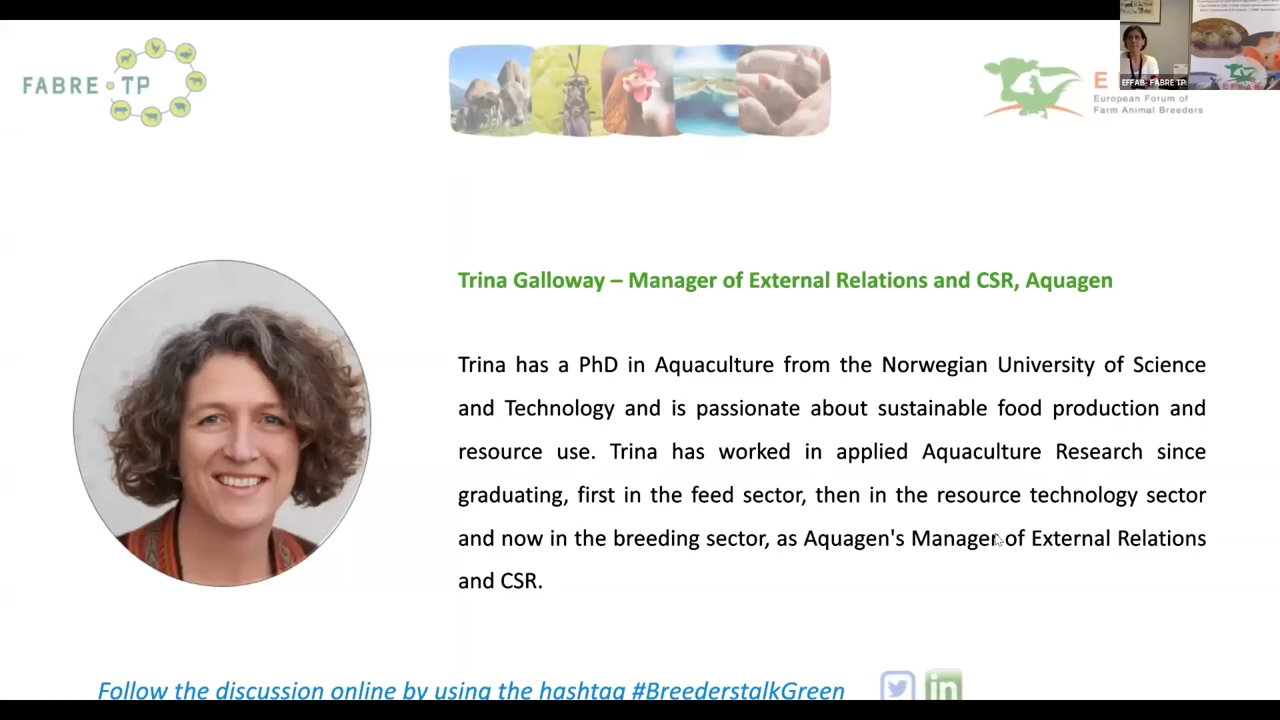 FABRE TP
EFFAB- FABRE TP
European Forum of
Farm Animal Breeders
Trina Galloway – Manager of External Relations and CSR, Aquagen
Trina has a PhD in Aquaculture from the Norwegian University of Science
and Technology and is passionate about sustainable food production and
resource use. Trina has worked in applied Aquaculture Research since
graduating, first in the feed sector, then in the resource technology sector
and now in the breeding sector, as Aquagen's Manager of External Relations
and CSR.
Follow the discussion online by using the hashtag #BreederstalkGreen
in